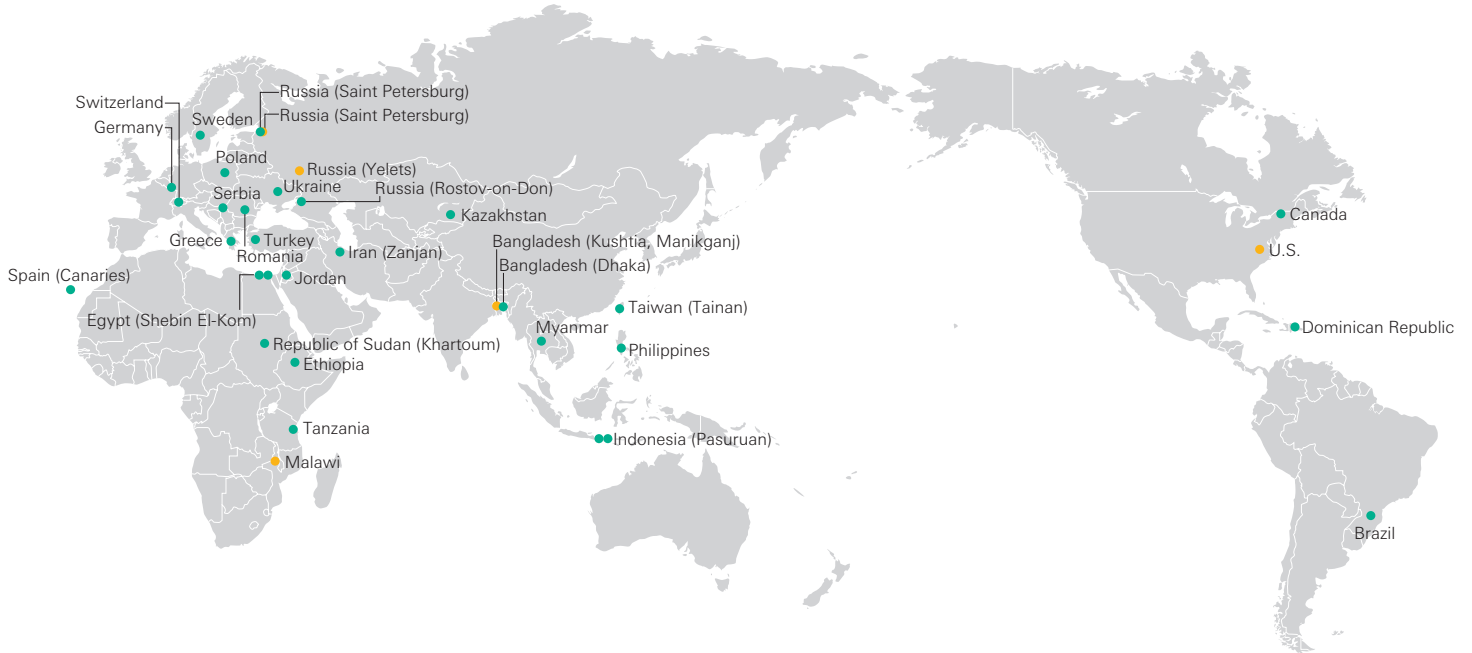 Russia (Saint Petersburg)
Switzerland
Russia (Saint Petersburg)
Sweden
Germany
Poland
Russia (Yelets)
Ukraine
Russia (Rostov-on-Don)
Serbia
Kazakhstan
Canada
Greece
Turkey
Bangladesh (Kushtia, Manikganj)
Iran (Zanjan)
U.S.
Romania
Bangladesh (Dhaka)
Spain (Canaries)
Jordan
Taiwan (Tainan)
Egypt (Shebin El-Kom)
Myanmar
Dominican Republic
Republic of Sudan (Khartoum)
Philippines
Ethiopia
Tanzania
Indonesia (Pasuruan)
Malawi
Brazil